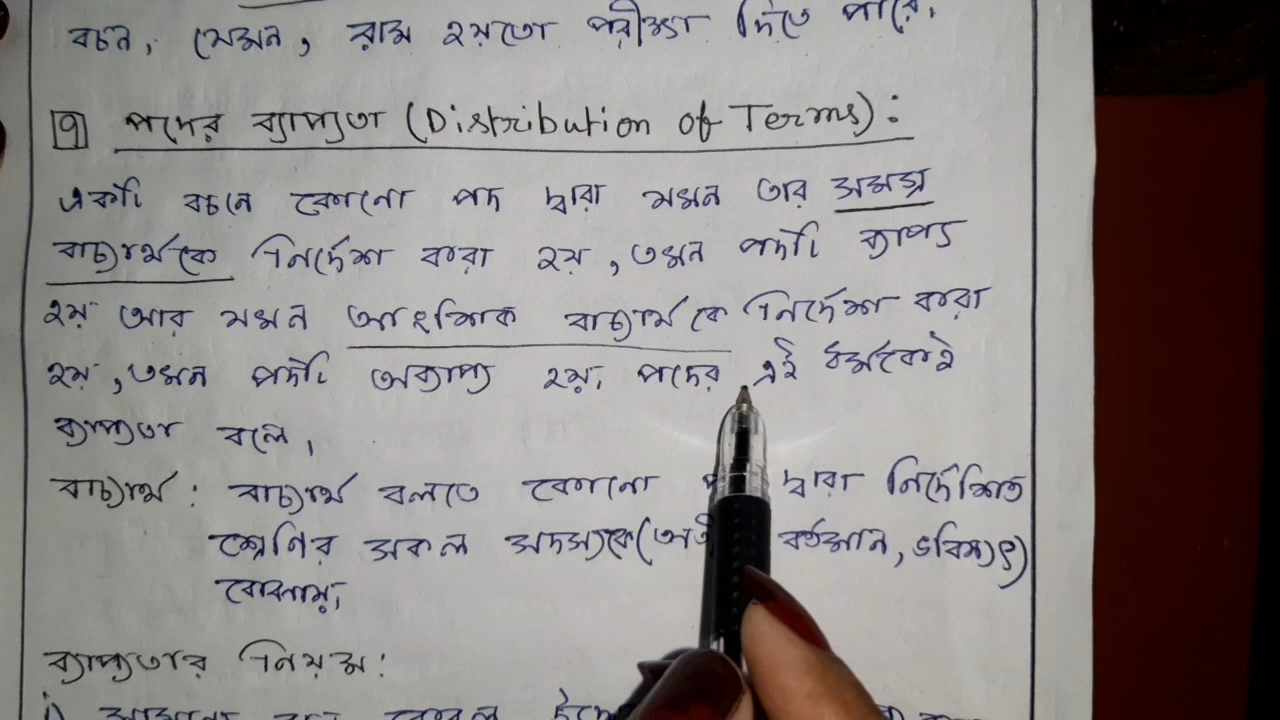 বচন। যেমন, রাম হয়তো পরীক্ষা দিতে পারে।
৭ পদের ব্যাপ্যতা (Distribution of Terms):
একটি বচনে কোনো পদ দ্বারা যখন তার সমগ্র
বাচ্যার্থকে নির্দেশ করা হয়, তখন পদটি ব্যাপ্য
হয় আর যখন আংশিক বাচ্যার্থকে নির্দেশ করা
হয়, তখন পদটি অব্যাপ্য হয়। পদের এই ধর্মকেই
ব্যাপ্যতা বলে।
বাচ্যার্থ: বাচ্যার্থ বলতে কোনো দ্বারা নির্দেশিত
শ্রেণির সকল সদস্যকে (বর্তমান, ভবিষ্যৎ)
বোঝায়।
ব্যাপ্যতার নিয়ম:
i)